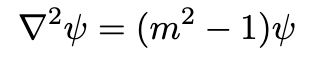 ∇²ψ = (m² − 1)ψ